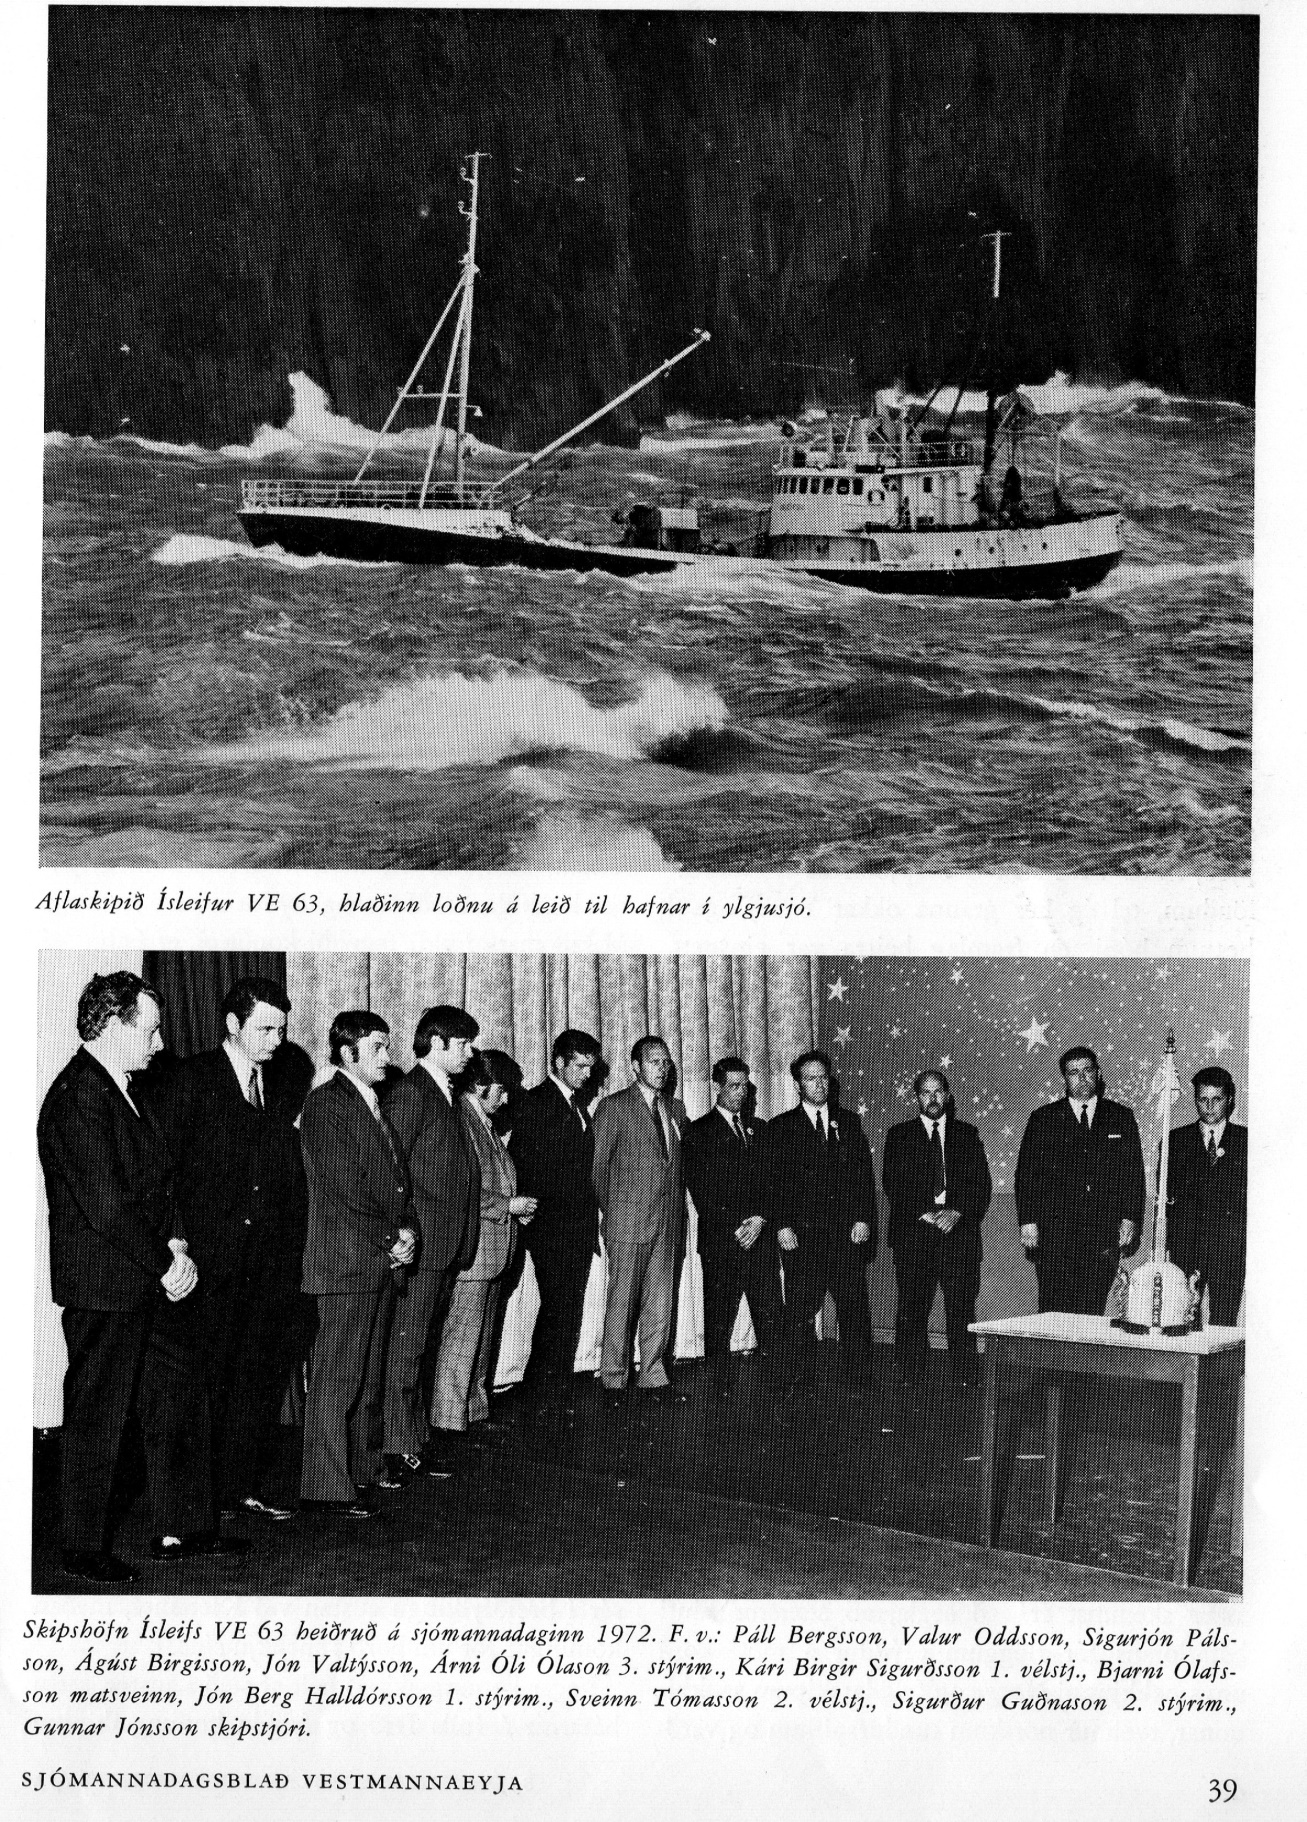 Aflaskipið Ísleifur VE 63, hlaðinn loðnu á leið til hafnar í ylgjusjó.
Skipshöfn Ísleifs VE 63 heiðruð á sjómannadaginn 1972. F. v.: Páll Bergsson, Valur Oddsson, Sigurjón Páls-
son, Ágúst Birgisson, Jón Valtýsson, Árni Óli Ólason 3. stýrim., Kári Birgir Sigurðsson 1. vélstj., Bjarni Ólafs-
son matsveinn, Jón Berg Halldórsson 1. stýrim., Sveinn Tómasson 2. vélstj., Sigurður Guðnason 2. stýrim.,
Gunnar Jónsson skipstjóri.
SJÓMANNADAGSBLAÐ VESTMANNAEYJA
39